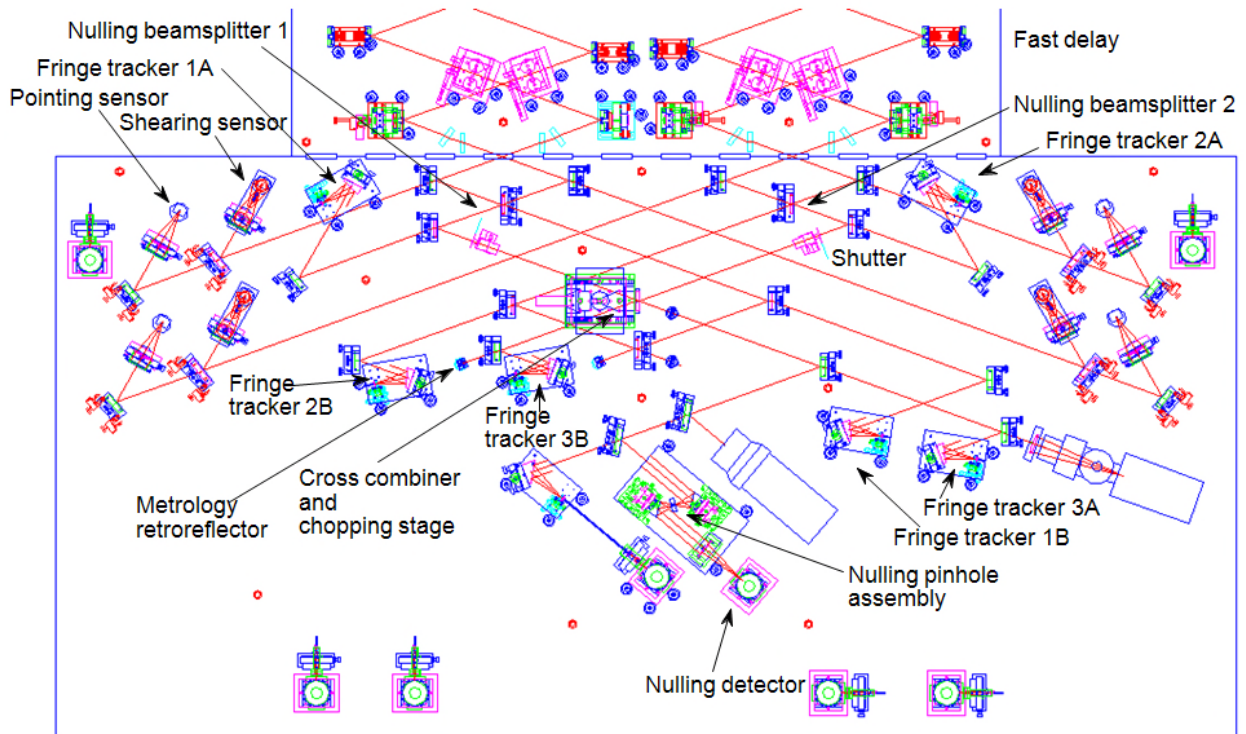 Nulling beamsplitter 1
Fringe tracker 1A
Pointing sensor
Shearing sensor
Fast delay
Nulling beamsplitter 2
Fringe tracker 2A
Shutter
Fringe
tracker 2B
Fringe
tracker 3B
Metrology
retroreflector
Cross combiner
and
chopping stage
Fringe tracker 3A
Fringe tracker 1B
Nulling pinhole
assembly
Nulling detector